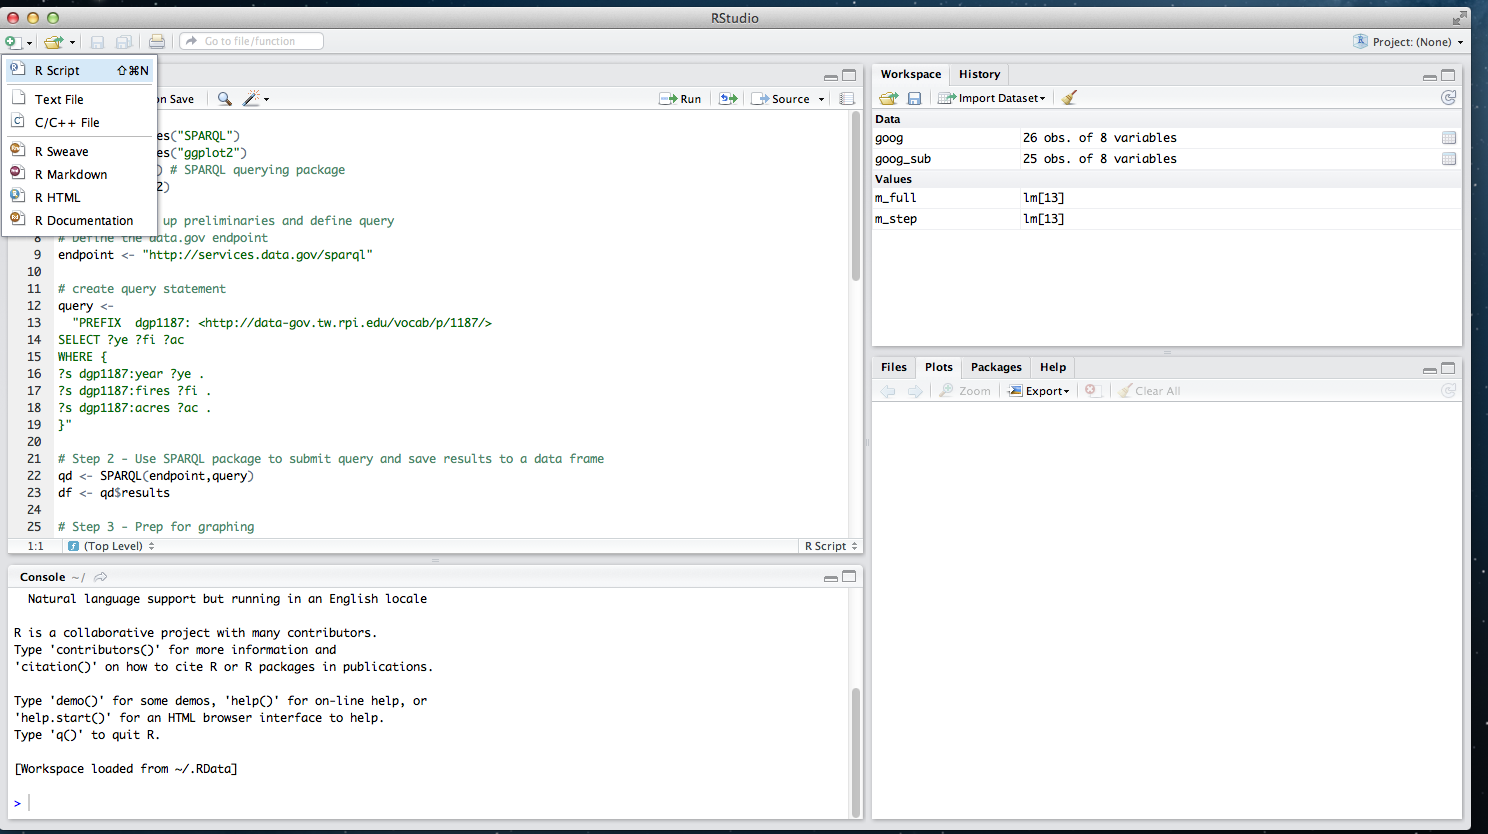 RStudio
Go to file/function
Project: (None)
R Script ⇧⌘N
Text File
C/C++ File
R Sweave
R Markdown
R HTML
R Documentation
on Save
Run
Source
es("SPARQL")
es("ggplot2")
) # SPARQL querying package
2)
up preliminaries and define query
8 # Define the data.gov endpoint
9 endpoint <- "http://services.data.gov/sparql"
10
11 # create query statement
12 query <-
13 "PREFIX  dgp1187: <http://data-gov.tw.rpi.edu/vocab/p/1187/>
14 SELECT ?ye ?fi ?ac
15 WHERE {
16 ?s dgp1187:year ?ye .
17 ?s dgp1187:fires ?fi .
18 ?s dgp1187:acres ?ac .
19 }"
20
21 # Step 2 - Use SPARQL package to submit query and save results to a data frame
22 qd <- SPARQL(endpoint,query)
23 df <- qd$results
24
25 # Step 3 - Prep for graphing
1:1 (Top Level) R Script
Console ~/
Natural language support but running in an English locale
R is a collaborative project with many contributors.
Type 'contributors()' for more information and
'citation()' on how to cite R or R packages in publications.
Type 'demo()' for some demos, 'help()' for on-line help, or
'help.start()' for an HTML browser interface to help.
Type 'q()' to quit R.
[Workspace loaded from ~/.RData]
>
Workspace History
Import Dataset
Data
goog 26 obs. of 8 variables
goog_sub 25 obs. of 8 variables
Values
m_full lm[13]
m_step lm[13]
Files Plots Packages Help
Zoom Export Clear All